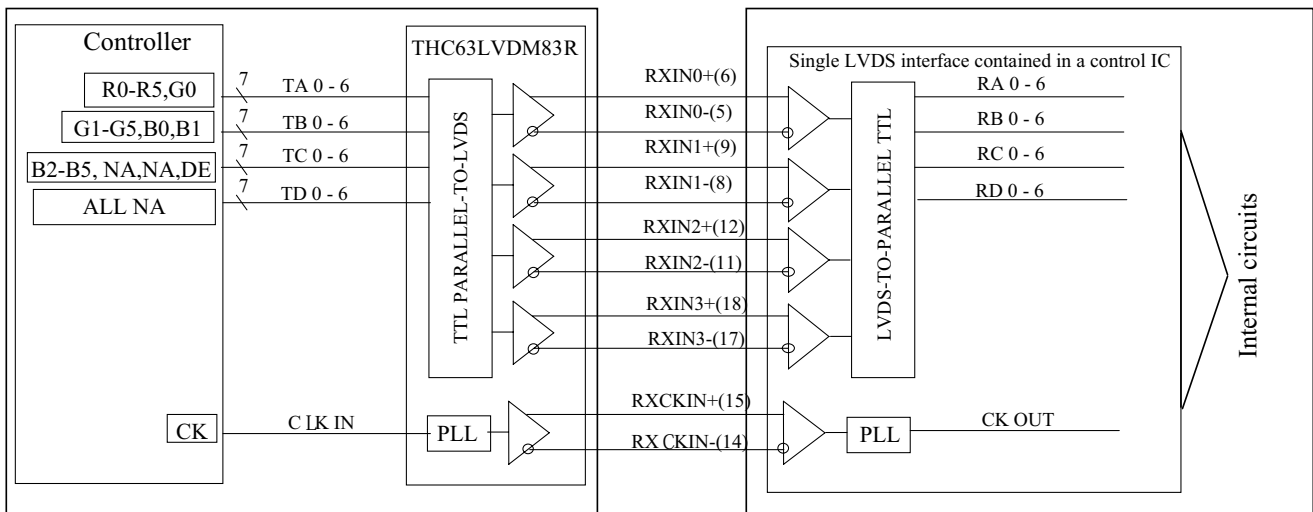 Controller
R0-R5,G0
G1-G5,B0,B1
B2-B5, NA,NA,DE
ALL NA
CK
7
TA 0 - 6
7
TB 0 - 6
7
TC 0 - 6
7
TD 0 - 6
CLK IN
THC63LVDM83R
TTL PARALLEL-TO-LVDS
PLL
RXIN0+(6)
RXIN0-(5)
RXIN1+(9)
RXIN1-(8)
RXIN2+(12)
RXIN2-(11)
RXIN3+(18)
RXIN3-(17)
RXCKIN+(15)
RXCKIN-(14)
Single LVDS interface contained in a control IC
LVDS-TO-PARALLEL TTL
PLL
RA 0 - 6
RB 0 - 6
RC 0 - 6
RD 0 - 6
CK OUT
Internal circuits